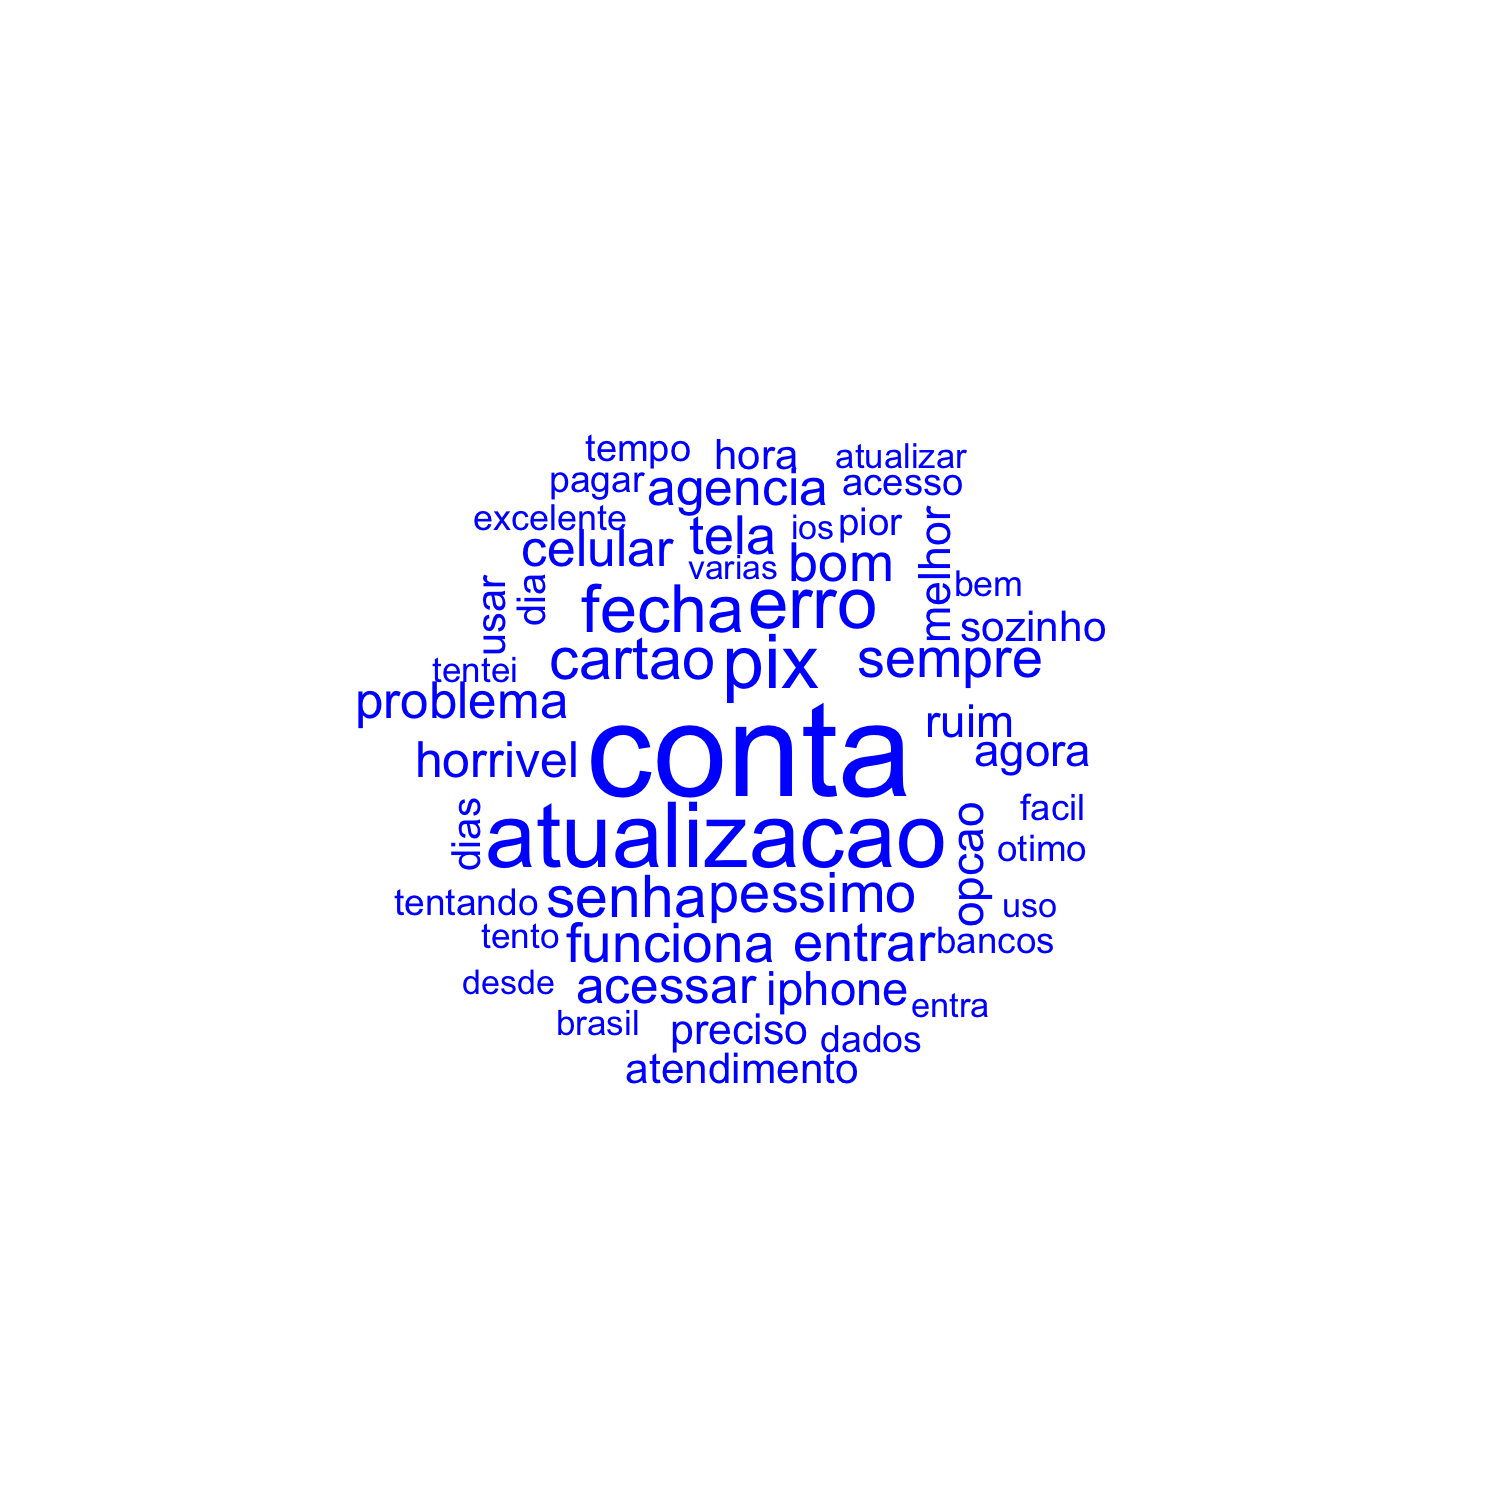 tempo hora atualizar
pagar agencia acesso
excelente celular tela ios pior melhor
varias bom bem
usar dia fecha erro sozinho
tentei cartao pix sempre
problema ruim
horrivel conta agora
dias atualizacao opcao facil
otimo
tentando senha pessimo uso
tento funciona entrar bancos
desde acessar iphone entra
brasil preciso dados
atendimento